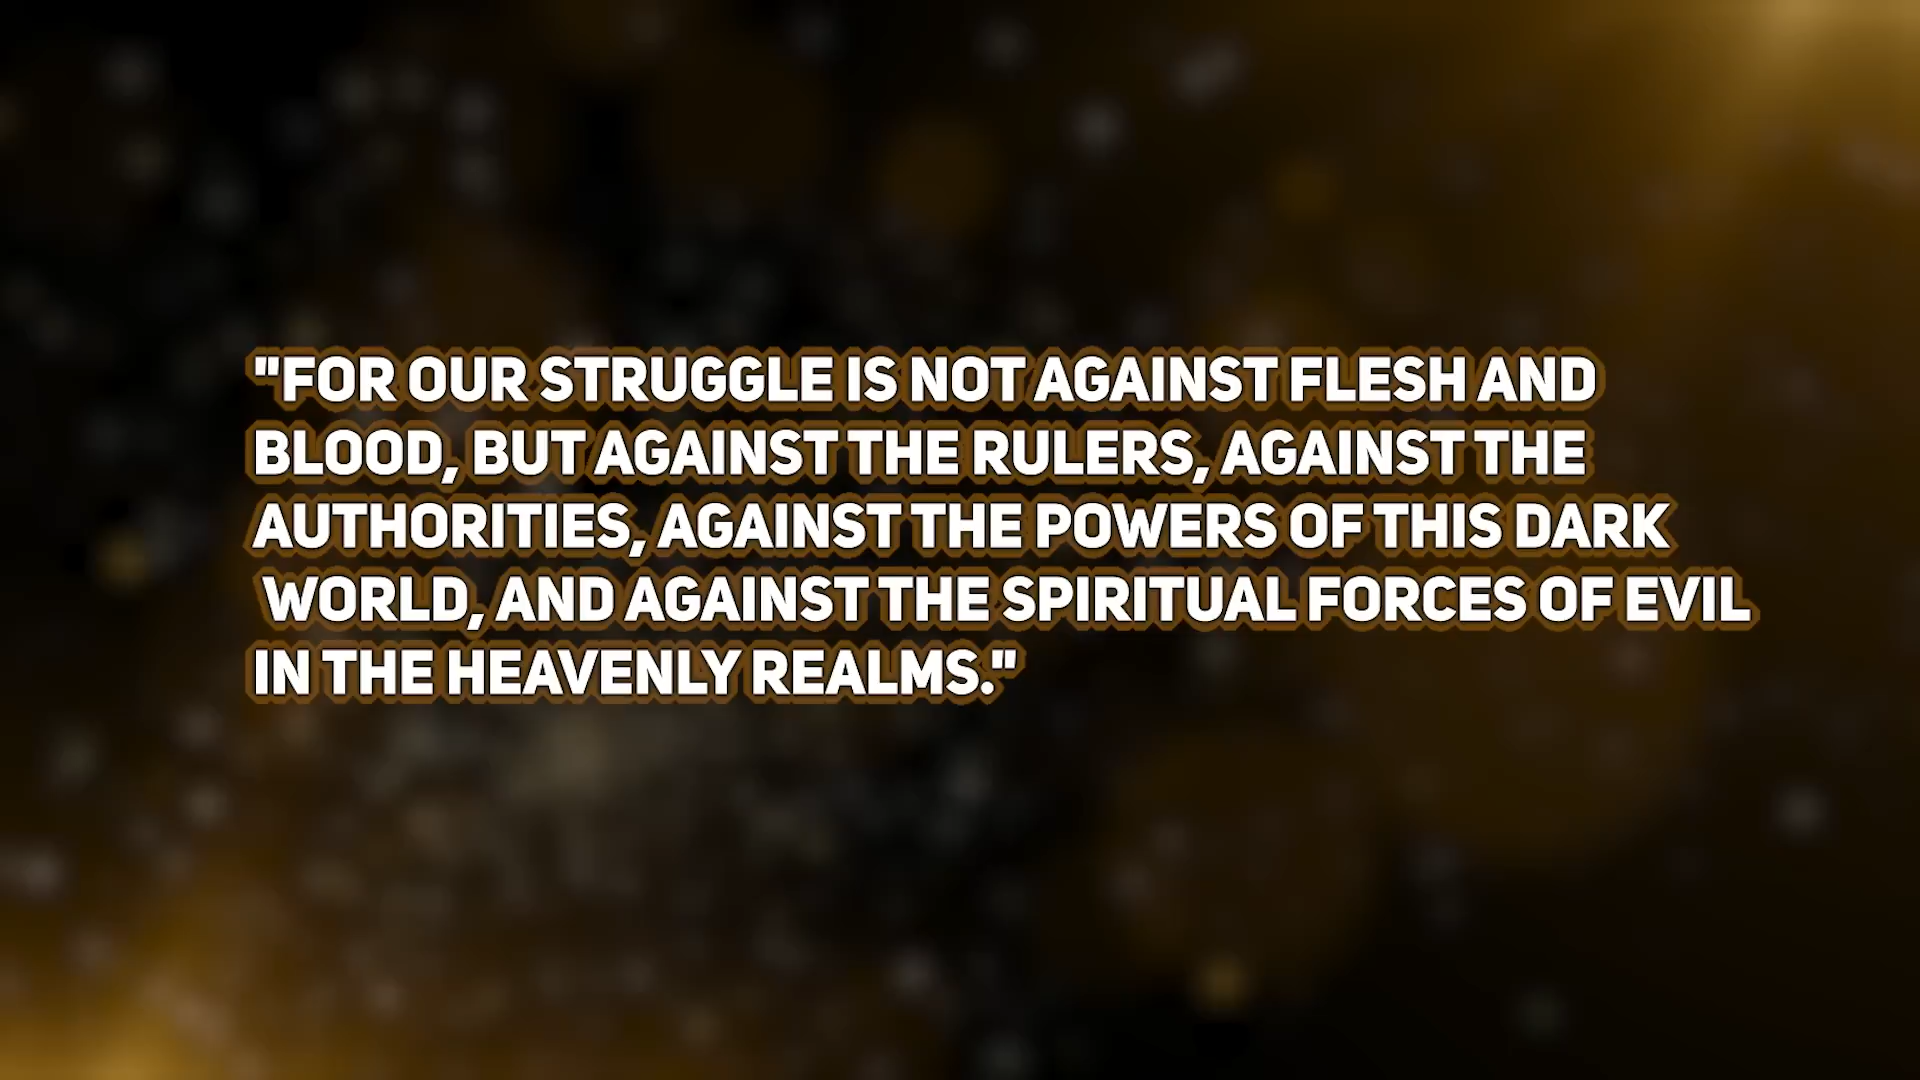 "FOR OUR STRUGGLE IS NOT AGAINST FLESH AND
BLOOD, BUT AGAINST THE RULERS, AGAINST THE
AUTHORITIES, AGAINST THE POWERS OF THIS DARK
WORLD, AND AGAINST THE SPIRITUAL FORCES OF EVIL
IN THE HEAVENLY REALMS."